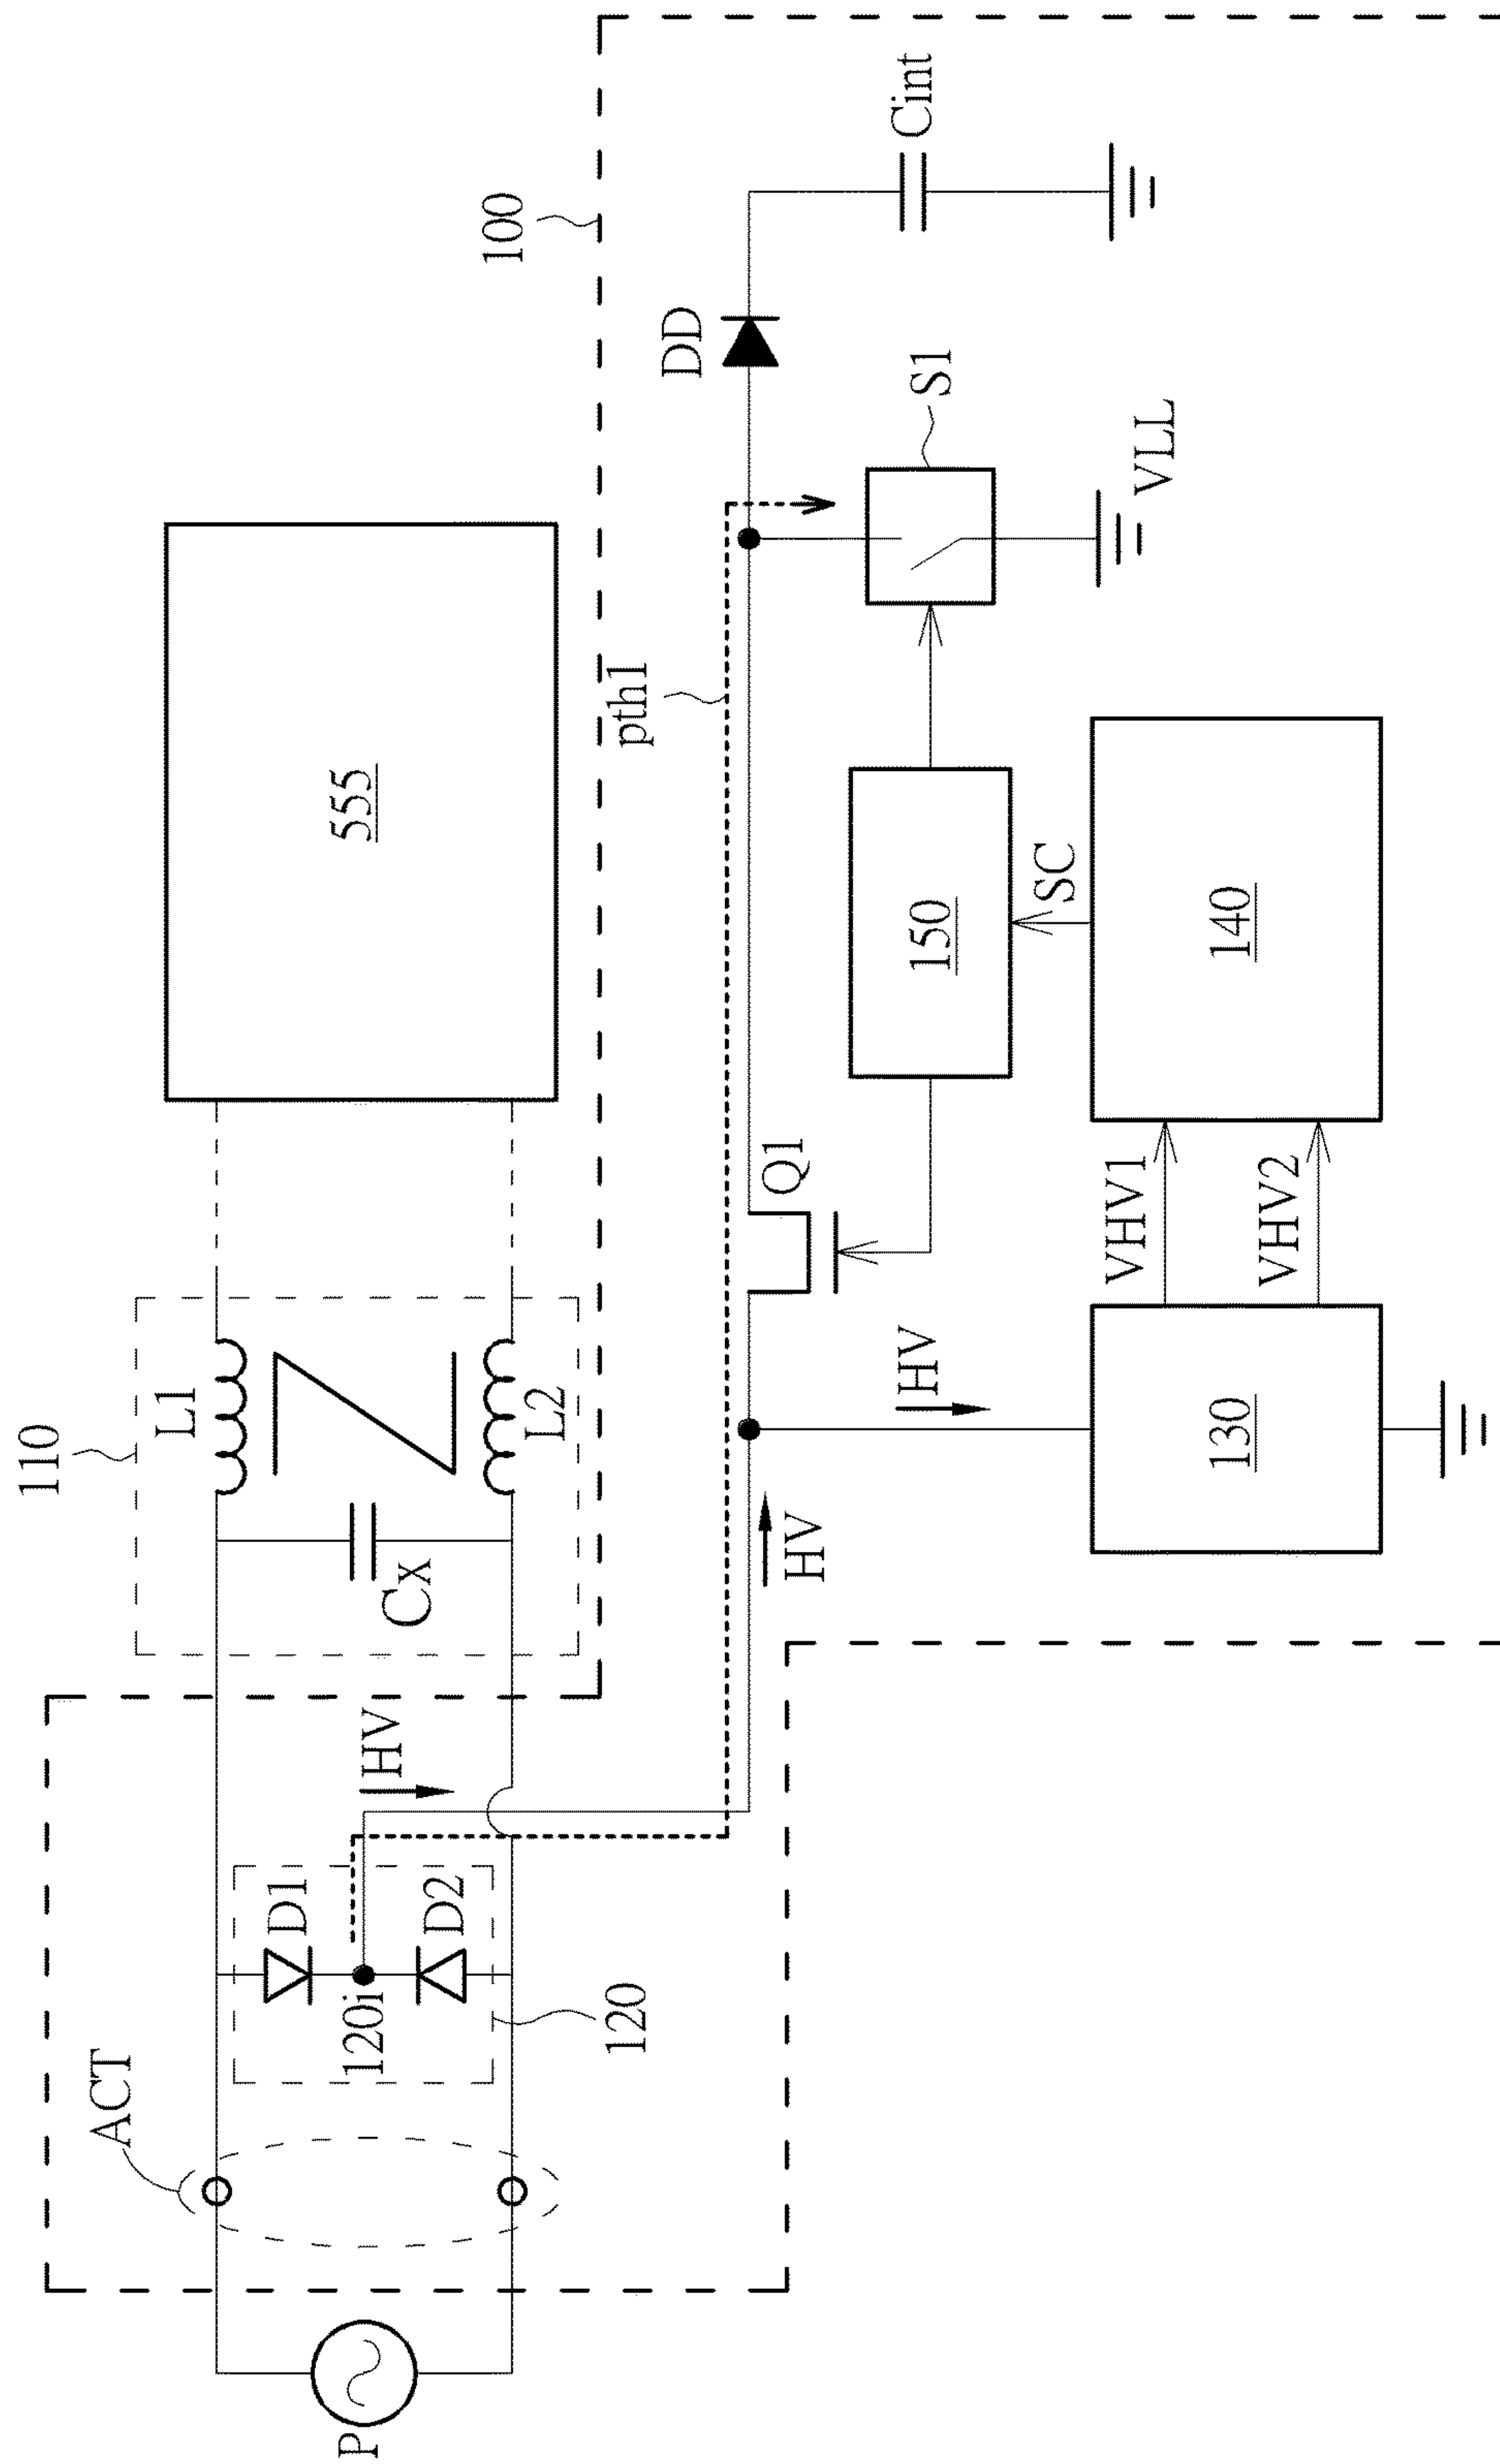 P
ACT
120i
120
D1
D2
HV
110
L1
L2
Cx
555
100
HV
HV
Q1
pth1
DD
Cint
S1
VLL
130
VHV1
VHV2
140
SC
150